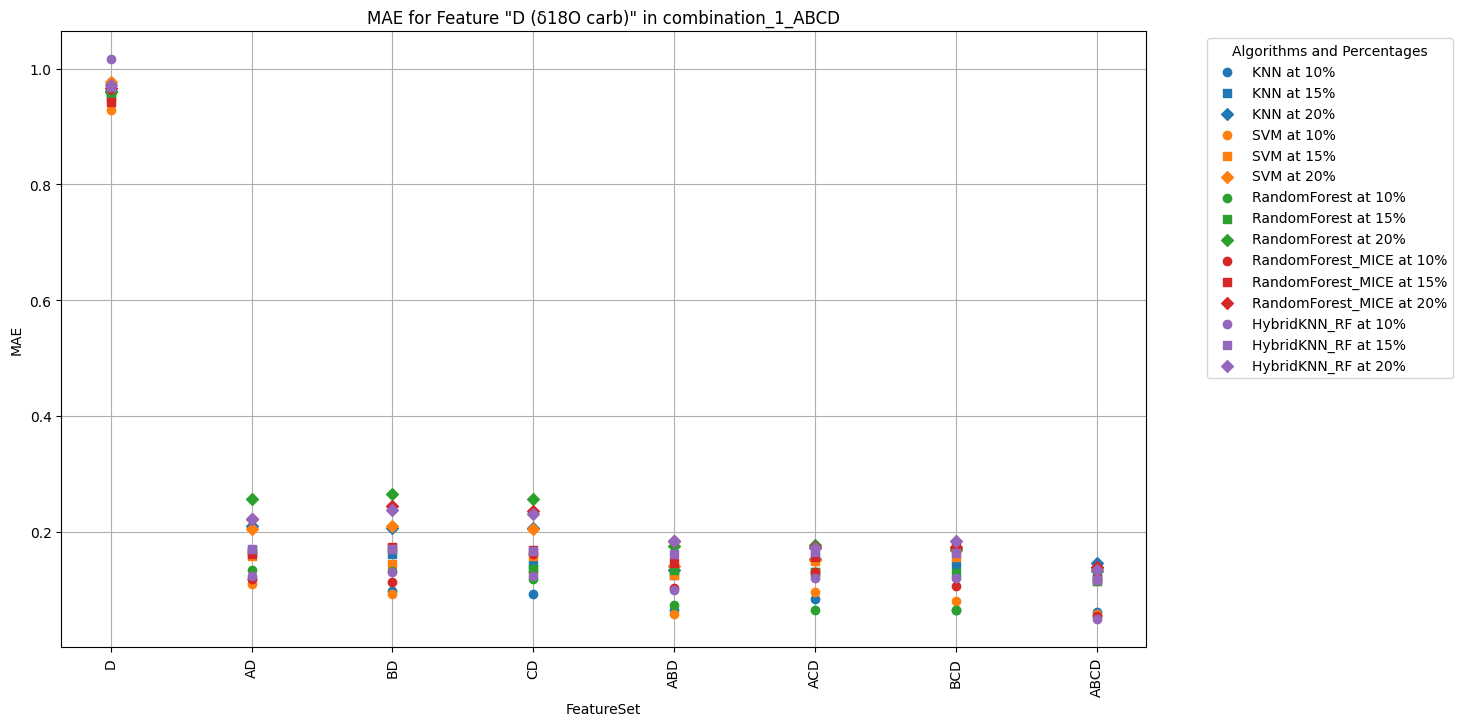 MAE for Feature "D (δ18O carb)" in combination_1_ABCD
MAE
1.0
0.8
0.6
0.4
0.2
D
AD
BD
CD
ABD
ACD
BCD
ABCD
FeatureSet
Algorithms and Percentages
KNN at 10%
KNN at 15%
KNN at 20%
SVM at 10%
SVM at 15%
SVM at 20%
RandomForest at 10%
RandomForest at 15%
RandomForest at 20%
RandomForest_MICE at 10%
RandomForest_MICE at 15%
RandomForest_MICE at 20%
HybridKNN_RF at 10%
HybridKNN_RF at 15%
HybridKNN_RF at 20%